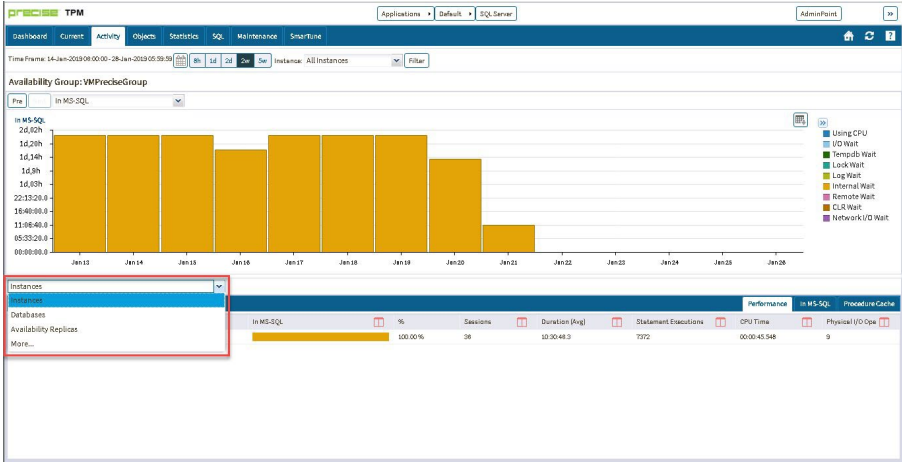 precise TPM
Applications Default SQL Server
AdminPoint »
Dashboard Current Activity Objects Statistics SQL Maintenance SmarTune
Time Frame: 14-Jan-2019 08:00:00 - 28-Jan-2019 05:59:59 8h 1d 2d 2w 5w Instance: All Instances Filter
Availability Group: VMPreciseGroup
Pra In MS-SQL
In MS-SQL
2d,02h
1d,20h
1d,14h
1d,9h
1d,03h
22:13:20.0
16:40:00.0
11:06:40.0
05:33:20.0
00:00:00.0
Jan 13 Jan 14 Jan 15 Jan 16 Jan 17 Jan 18 Jan 19 Jan 20 Jan 21 Jan 22 Jan 23 Jan 24 Jan 25 Jan 26
»
Using CPU
I/O Wait
Tempdb Wait
Lock Wait
Log Wait
Internal Wait
Remote Wait
CLR Wait
Network I/O Wait
Instances
Instances
Databases
Availability Replicas
More...
Performance In MS-SQL Procedure Cache
In MS-SQL % Sessions Duration (Avg) Statement Executions CPU Time Physical I/O Ope
100.00% 36 10:30:48.3 7372 00:00:45.548 9